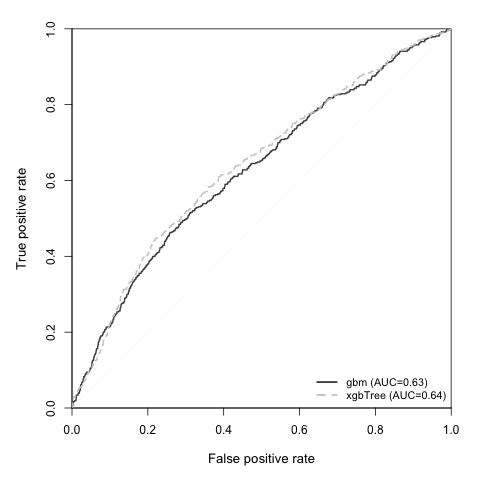 1.0
0.8
0.6
0.4
0.2
0.0
True positive rate
gbm (AUC=0.63)
xgbTree (AUC=0.64)
0.0 0.2 0.4 0.6 0.8 1.0
False positive rate